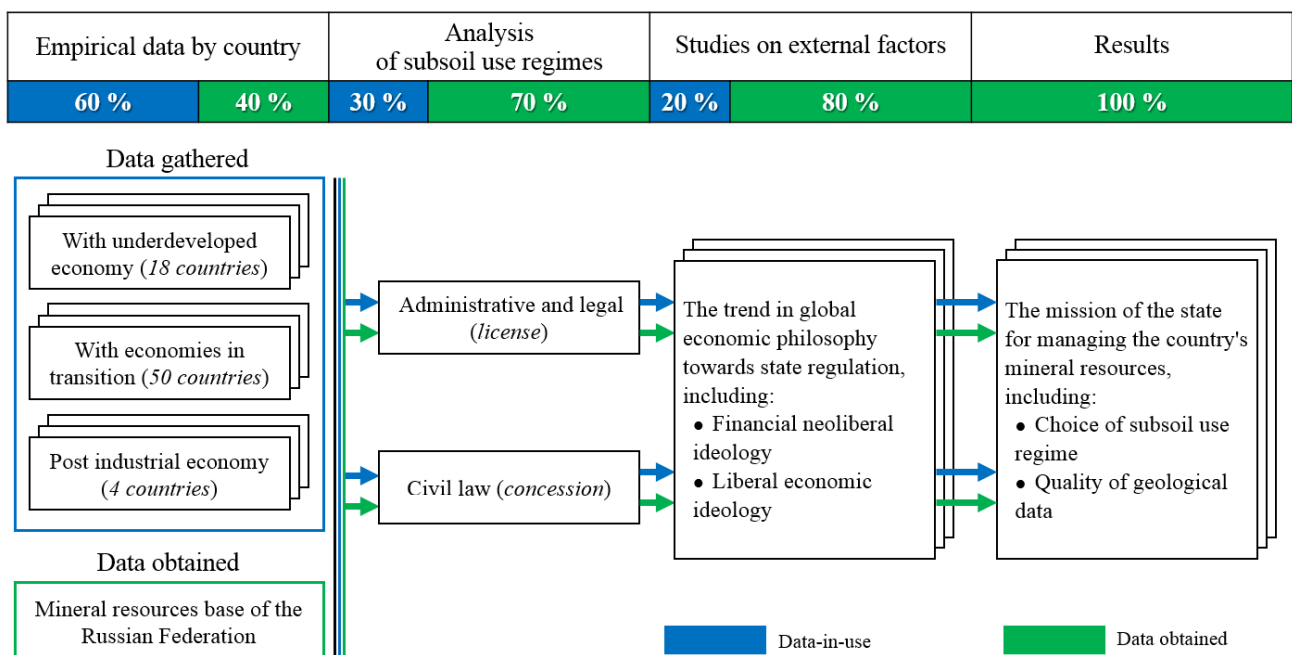 Empirical data by country
Analysis
of subsoil use regimes
Studies on external factors
Results
60 %
40 %
30 %
70 %
20 %
80 %
100 %
Data gathered
With underdeveloped
economy (18 countries)
With economies in
transition (50 countries)
Post industrial economy
(4 countries)
Data obtained
Mineral resources base of the
Russian Federation
Administrative and legal
(license)
Civil law (concession)
The trend in global
economic philosophy
towards state regulation,
including:
● Financial neoliberal
ideology
● Liberal economic
ideology
The mission of the state
for managing the country's
mineral resources,
including:
● Choice of subsoil use
regime
● Quality of geological
data
Data-in-use
Data obtained